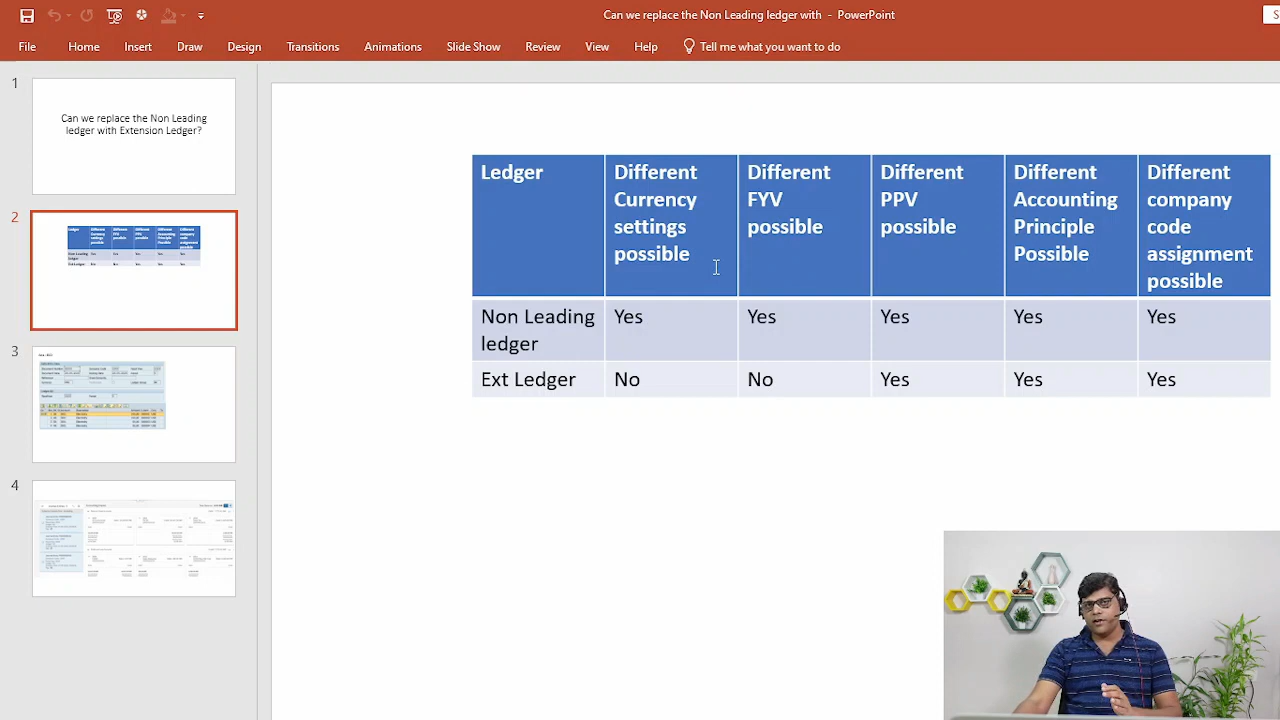 Can we replace the Non Leading ledger with - PowerPoint
S
File Home Insert Draw Design Transitions Animations Slide Show Review View Help Tell me what you want to do
1
Can we replace the Non Leading
ledger with Extension Ledger?
2
3
4
Ledger
Different
Currency
settings
possible
Different
FYV
possible
Different
PPV
possible
Different
Accounting
Principle
Possible
Different
company
code
assignment
possible
Non Leading
ledger
Yes
Yes
Yes
Yes
Yes
Ext Ledger
No
No
Yes
Yes
Yes